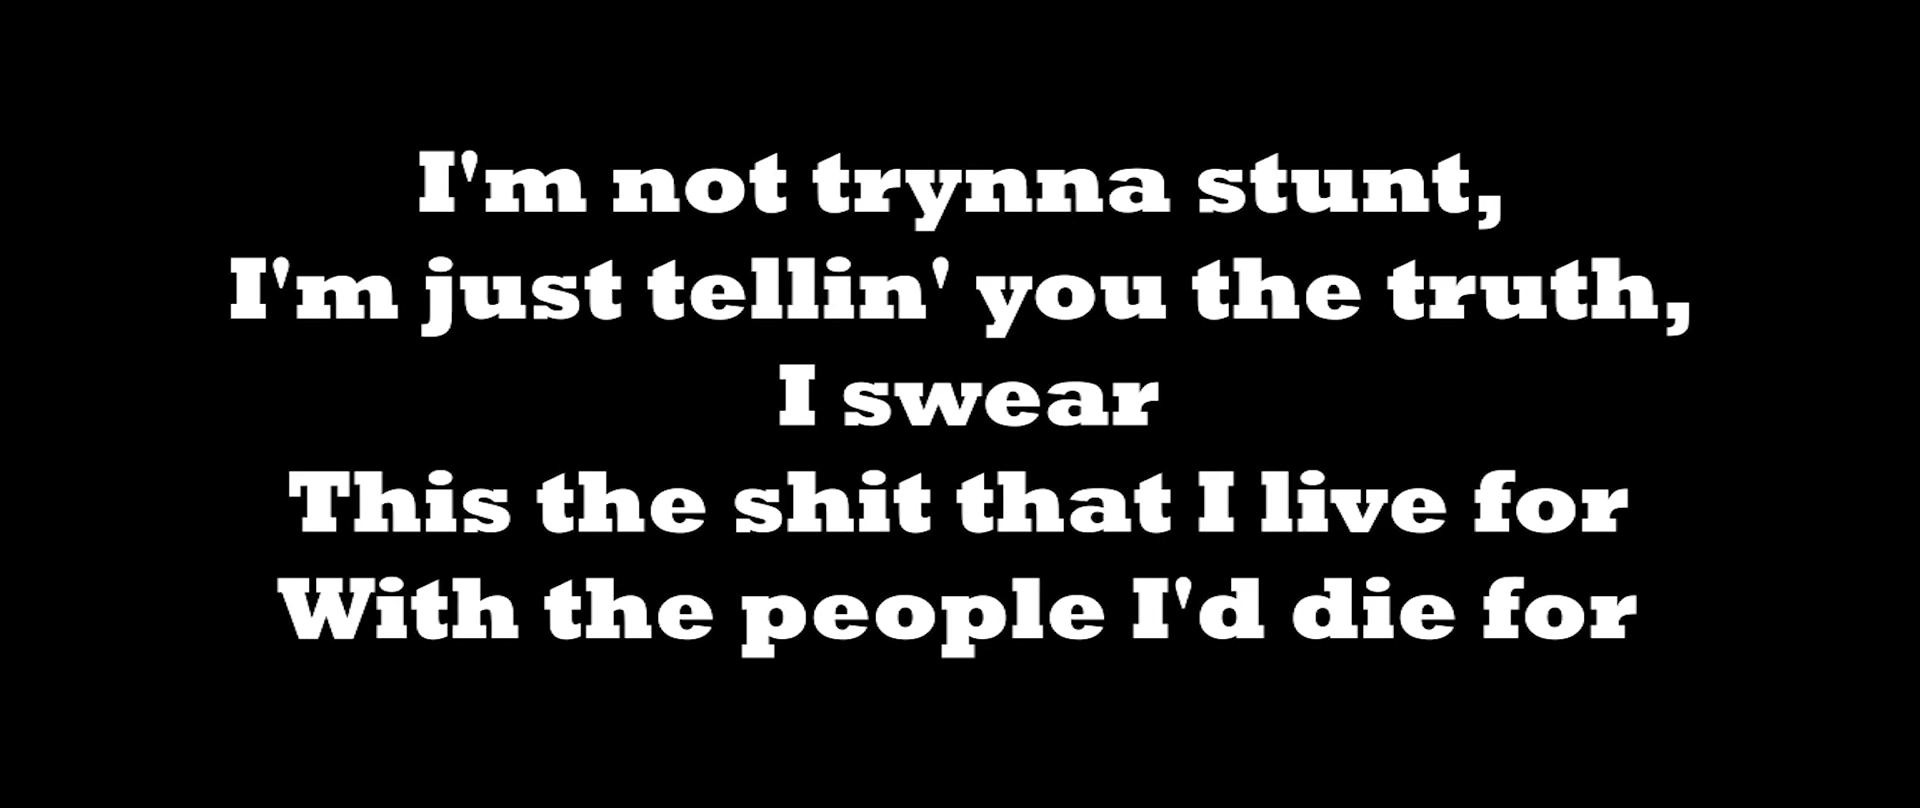 I'm not trynna stunt,
I'm just tellin' you the truth,
I swear
This the shit that I live for
With the people I'd die for